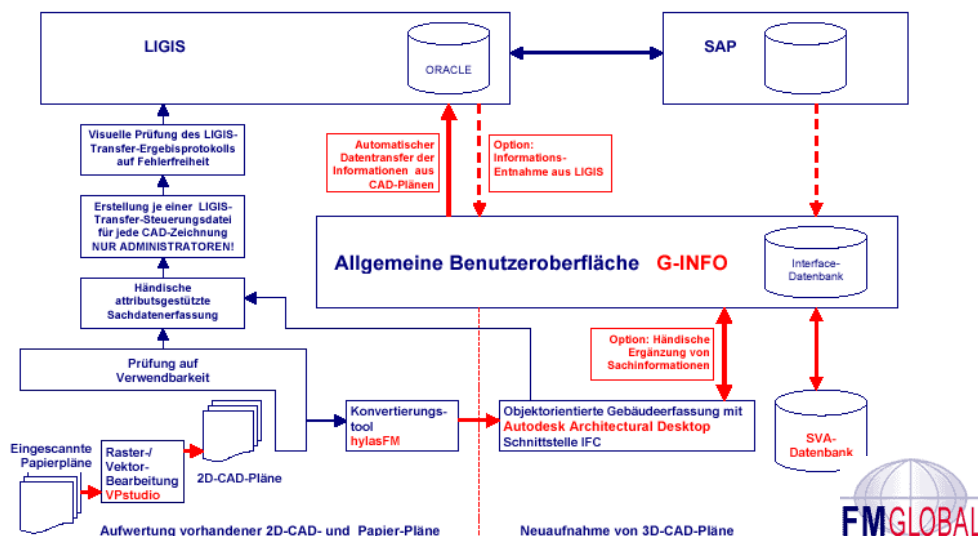 LIGIS
ORACLE
SAP
Visuelle Prüfung des LIGIS-
Transfer-Ergebisprotokolls
auf Fehlerfreiheit
Automatischer
Datentransfer der
Informationen aus
CAD-Plänen
Option:
Informations-
Entnahme aus LIGIS
Erstellung je einer LIGIS-
Transfer-Steuerungsdatei
für jede CAD-Zeichnung
NUR ADMINISTRATOREN!
Allgemeine Benutzeroberfläche G-INFO
Interface-
Datenbank
Händische
attributsgestützte
Sachdatenerfassung
Option: Händische
Ergänzung von
Sachinformationen
Prüfung auf
Verwendbarkeit
Konvertierungs-
tool
hylasFM
Objektorientierte Gebäudeerfassung mit
Autodesk Architectural Desktop
Schnittstelle IFC
SVA-
Datenbank
Eingescannte
Papierpläne
Raster-/
Vektor-
Bearbeitung
VPstudio
2D-CAD-Pläne
Aufwertung vorhandener 2D-CAD- und Papier-Pläne
Neuaufnahme von 3D-CAD-Pläne
FMGLOBAL